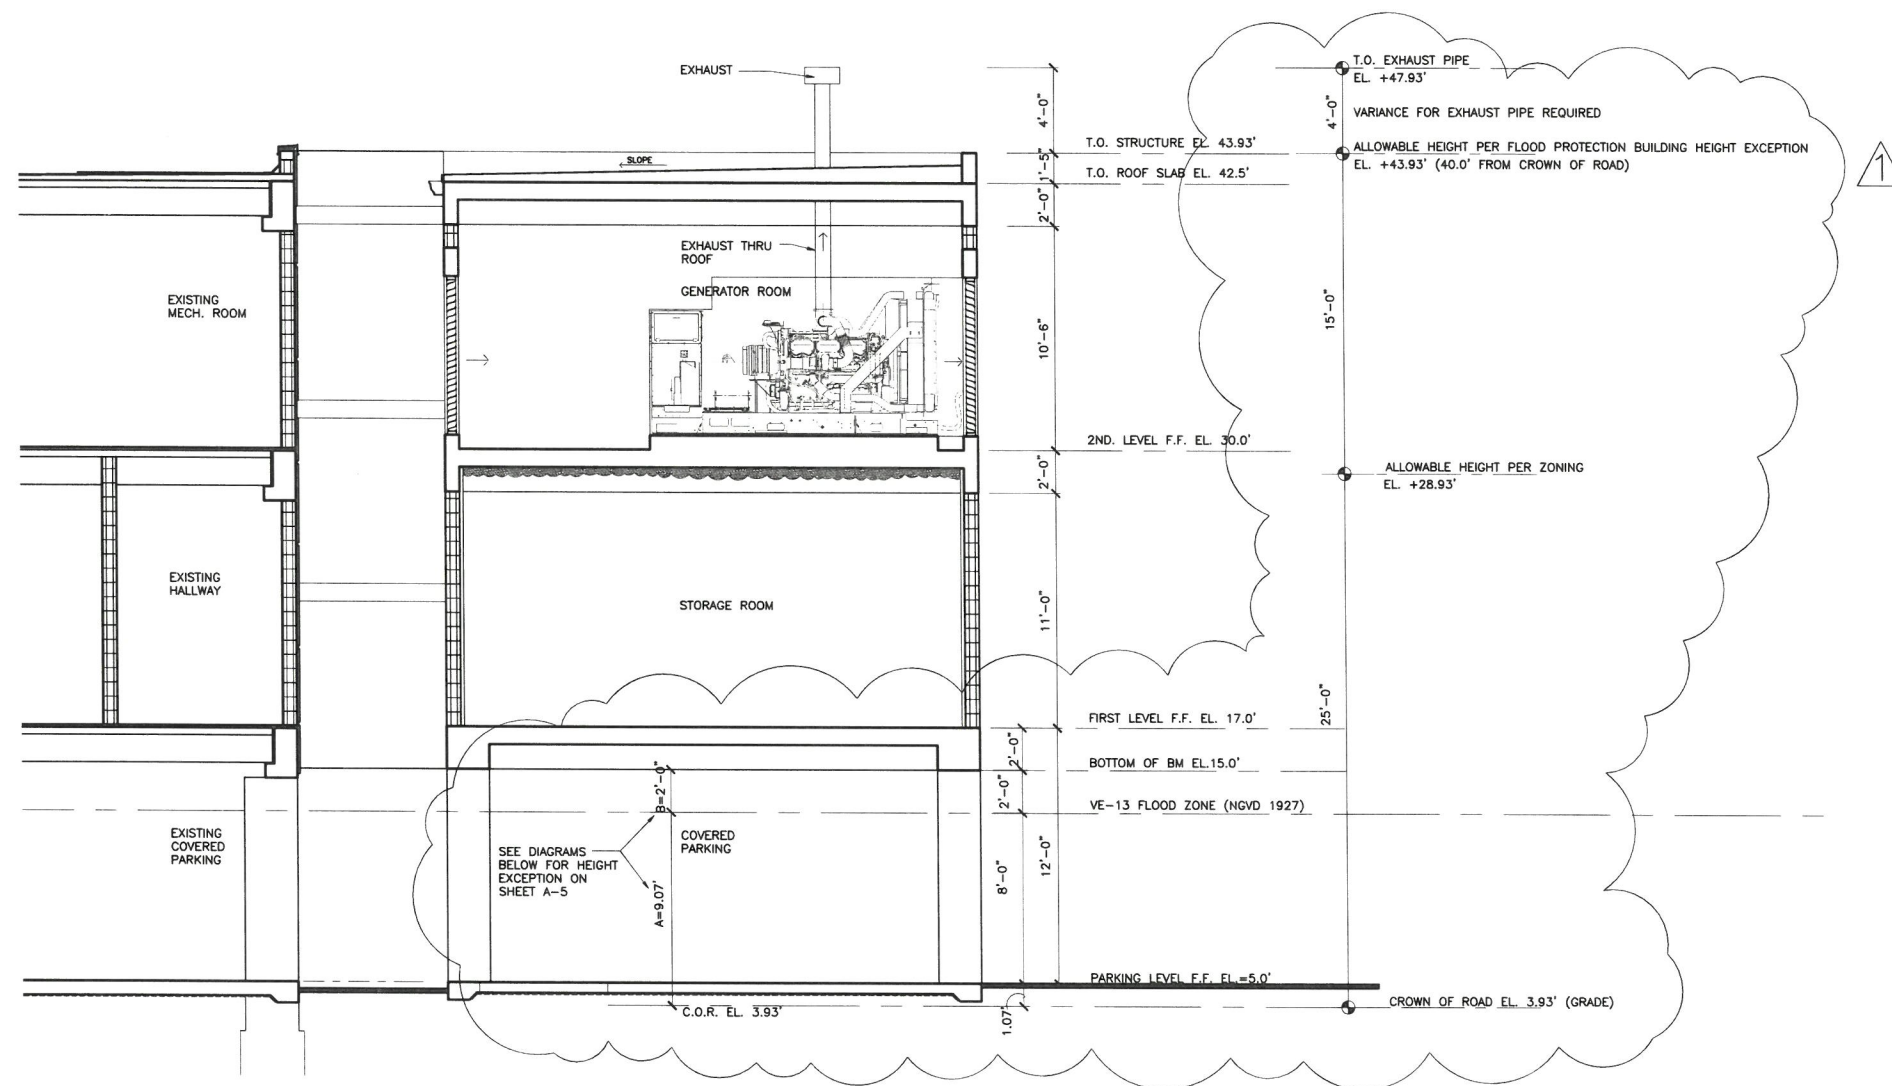 EXHAUST
4'-0"
T.O. EXHAUST PIPE
EL. +47.93'
4'-0"
VARIANCE FOR EXHAUST PIPE REQUIRED
T.O. STRUCTURE EL. 43.93'
ALLOWABLE HEIGHT PER FLOOD PROTECTION BUILDING HEIGHT EXCEPTION
EL. +43.93' (40.0' FROM CROWN OF ROAD)
1
SLOPE
1'-5"
T.O. ROOF SLAB EL. 42.5'
2'-0"
EXHAUST THRU
ROOF
GENERATOR ROOM
EXISTING
MECH. ROOM
10'-6"
15'-0"
2ND. LEVEL F.F. EL. 30.0'
2'-0"
ALLOWABLE HEIGHT PER ZONING
EL. +28.93'
EXISTING
HALLWAY
STORAGE ROOM
11'-0"
25'-0"
FIRST LEVEL F.F. EL. 17.0'
2'-0"
BOTTOM OF BM EL.15.0'
B=2'-0"
2'-0"
VE-13 FLOOD ZONE (NGVD 1927)
EXISTING
COVERED
PARKING
COVERED
PARKING
SEE DIAGRAMS
BELOW FOR HEIGHT
EXCEPTION ON
SHEET A-5
A=9.07'
8'-0"
12'-0"
PARKING LEVEL F.F. EL.=5.0'
C.O.R. EL. 3.93'
1.07'
CROWN OF ROAD EL. 3.93' (GRADE)